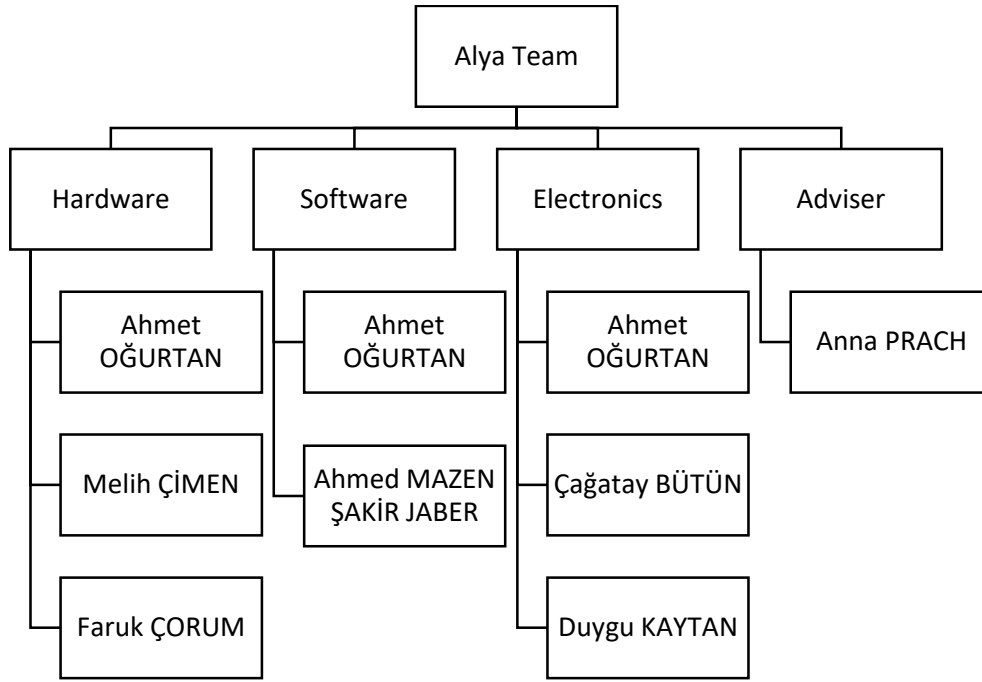 Alya Team
Hardware
Software
Electronics
Adviser
Ahmet
OĞURTAN
Melih ÇİMEN
Faruk ÇORUM
Ahmet
OĞURTAN
Ahmed MAZEN
ŞAKİR JABER
Ahmet
OĞURTAN
Çağatay BÜTÜN
Duygu KAYTAN
Anna PRACH